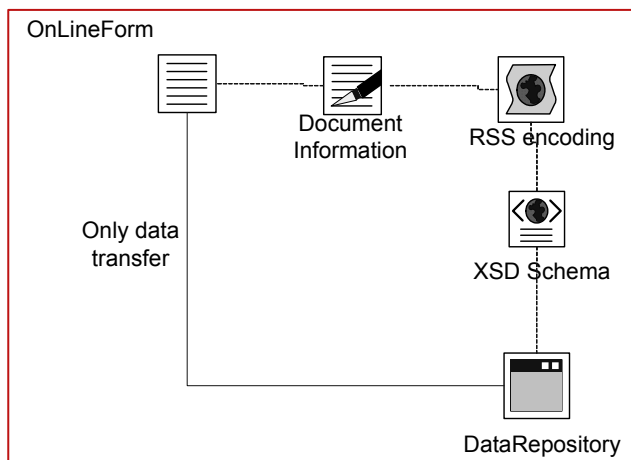 OnLineForm
Document
Information
RSS encoding
Only data
transfer
XSD Schema
DataRepository